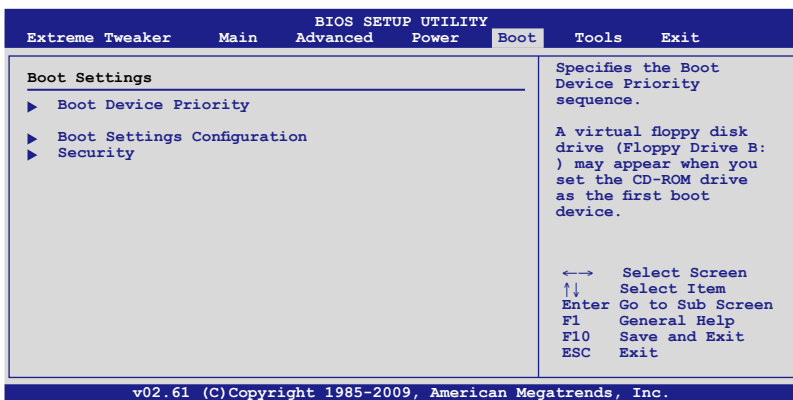 BIOS SETUP UTILITY
Extreme Tweaker Main Advanced Power Boot Tools Exit
Boot Settings
Boot Device Priority
Boot Settings Configuration
Security
Specifies the Boot
Device Priority
sequence.
A virtual floppy disk
drive (Floppy Drive B:
) may appear when you
set the CD-ROM drive
as the first boot
device.
←→ Select Screen
↑↓ Select Item
Enter Go to Sub Screen
F1 General Help
F10 Save and Exit
ESC Exit
v02.61 (C)Copyright 1985-2009, American Megatrends, Inc.